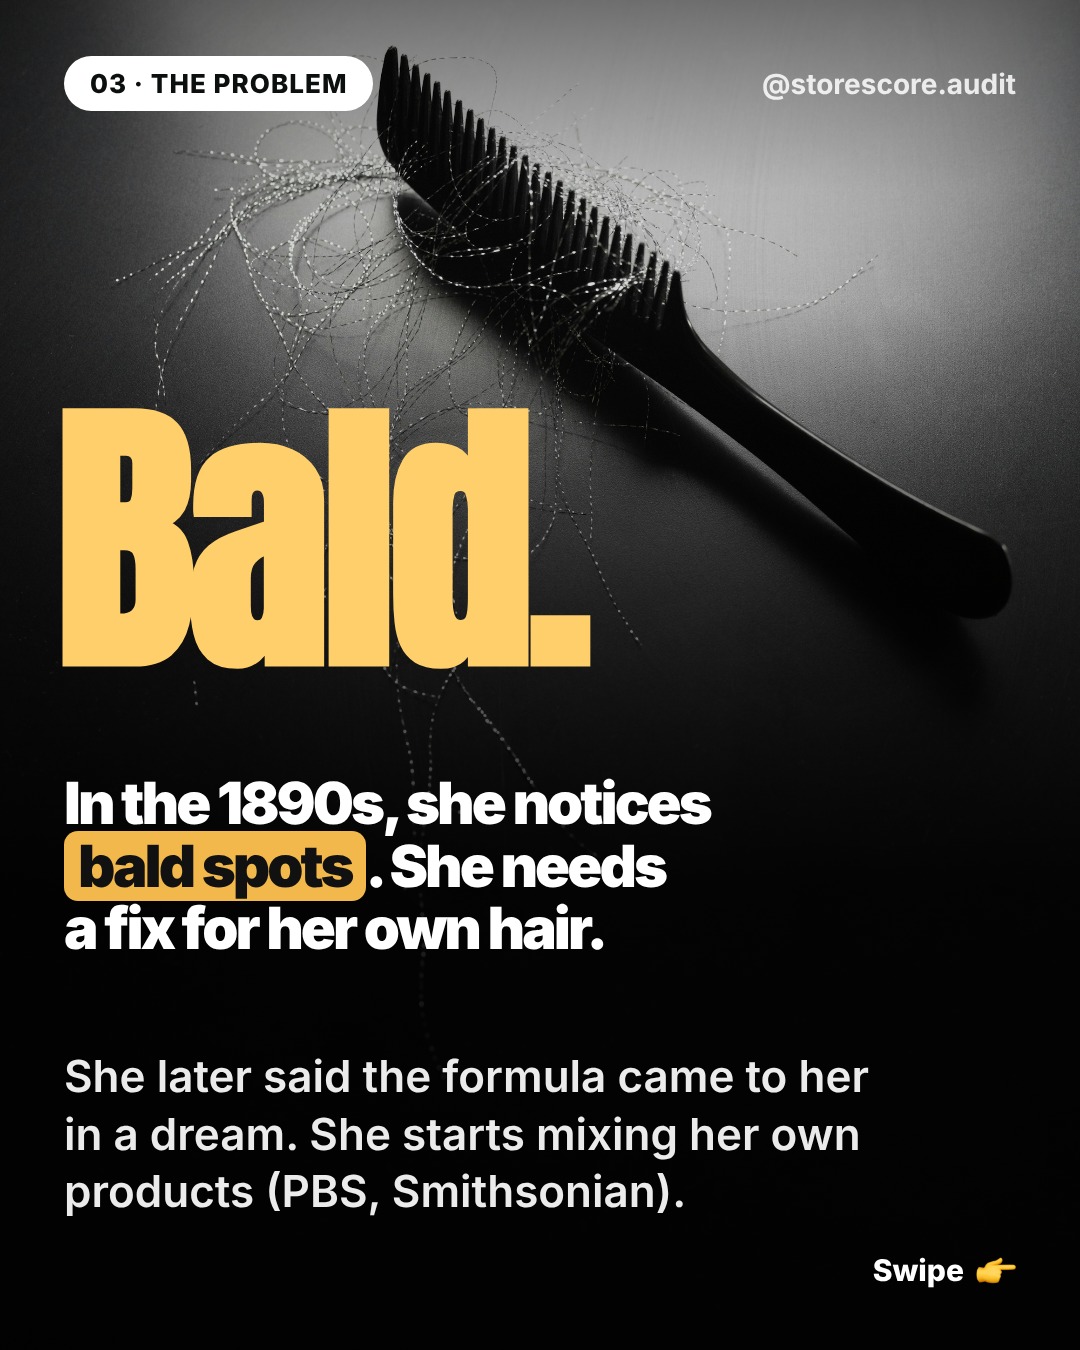 03 · THE PROBLEM
@storescore.audit
Bald.
In the 1890s, she notices
bald spots. She needs
a fix for her own hair.
She later said the formula came to her
in a dream. She starts mixing her own
products (PBS, Smithsonian).
Swipe 👉